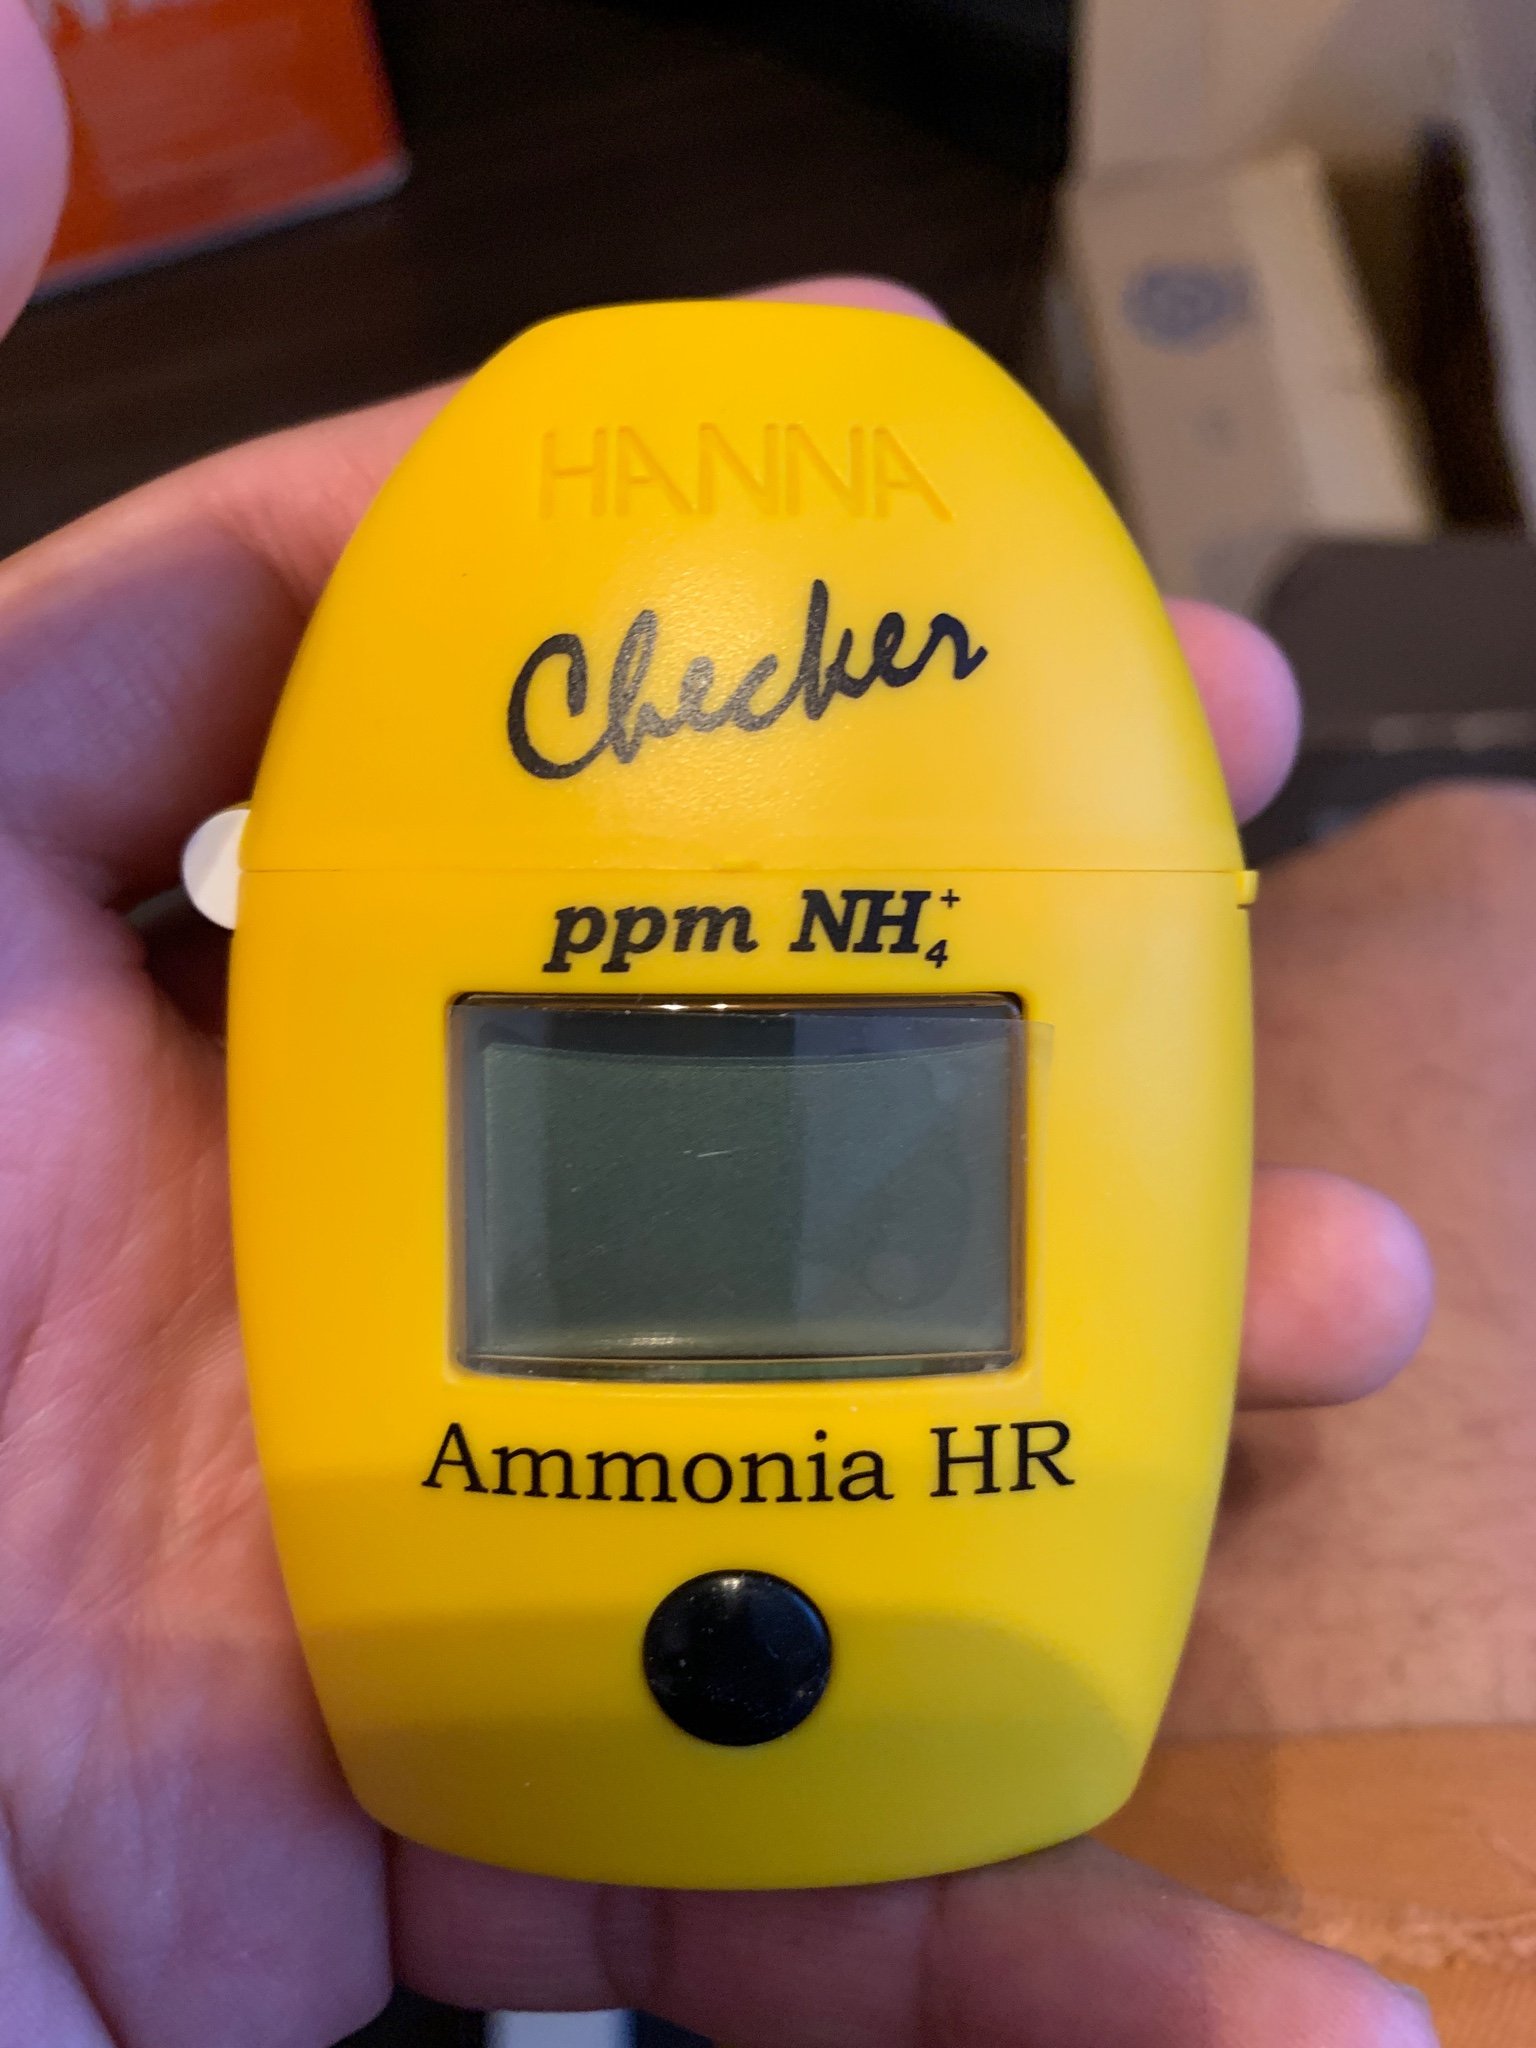 HANNA
Checker
ppm NH₄⁺
Ammonia HR